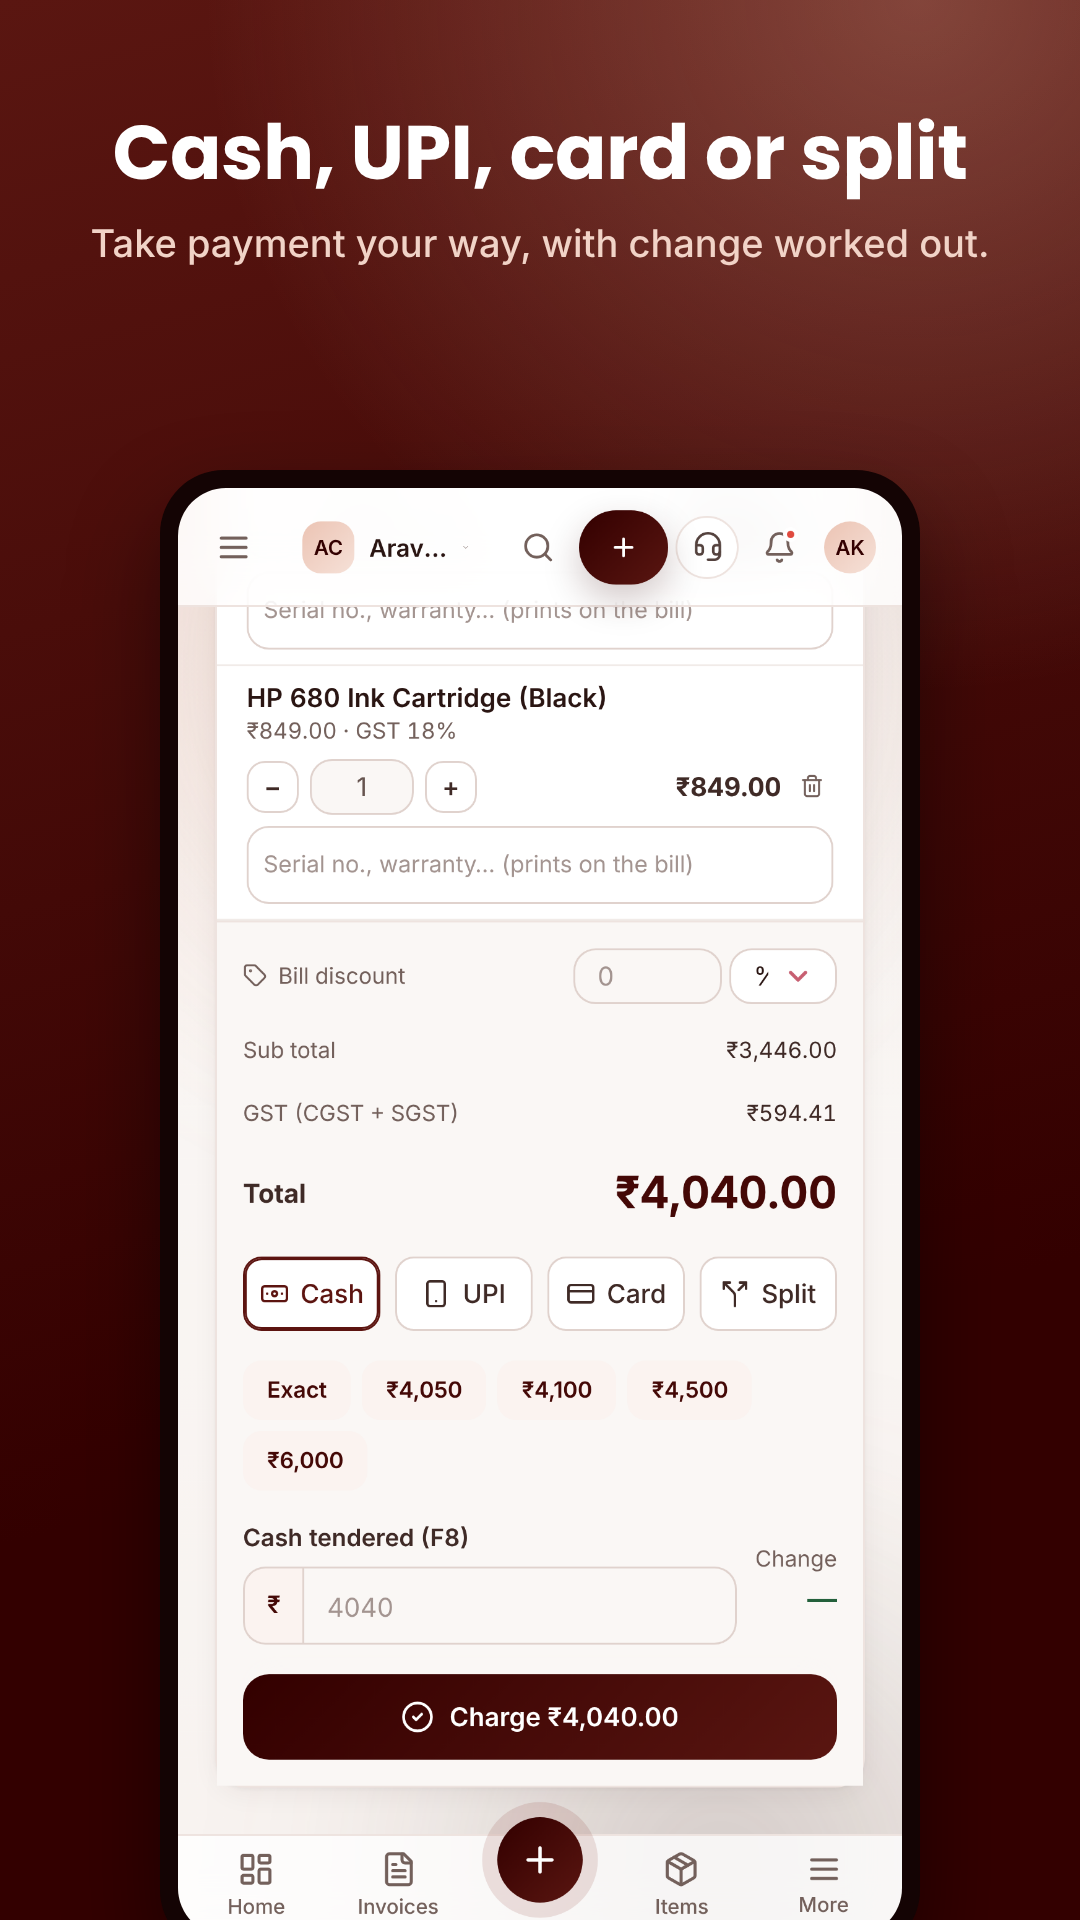 Cash, UPI, card or split
Take payment your way, with change worked out.
AC Arav... AK
Serial no., warranty... (prints on the bill)
HP 680 Ink Cartridge (Black)
₹849.00 · GST 18%
− 1 + ₹849.00
Serial no., warranty... (prints on the bill)
Bill discount 0 %
Sub total ₹3,446.00
GST (CGST + SGST) ₹594.41
Total ₹4,040.00
Cash UPI Card Split
Exact ₹4,050 ₹4,100 ₹4,500
₹6,000
Cash tendered (F8)
Change
₹ 4040 —
Charge ₹4,040.00
Home Invoices Items More